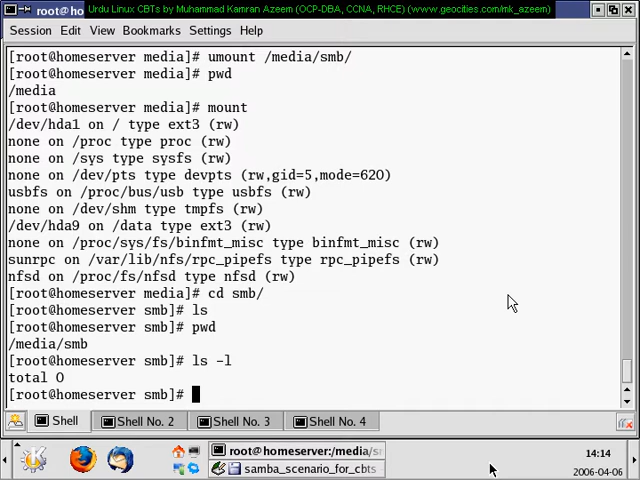 root@ho
Urdu Linux CBTs by Muhammad Kamran Azeem (OCP-DBA, CCNA, RHCE) (www.geocities.com/mk_azeem)
Session Edit View Bookmarks Settings Help
[root@homeserver media]# umount /media/smb/
[root@homeserver media]# pwd
/media
[root@homeserver media]# mount
/dev/hda1 on / type ext3 (rw)
none on /proc type proc (rw)
none on /sys type sysfs (rw)
none on /dev/pts type devpts (rw,gid=5,mode=620)
usbfs on /proc/bus/usb type usbfs (rw)
none on /dev/shm type tmpfs (rw)
/dev/hda9 on /data type ext3 (rw)
none on /proc/sys/fs/binfmt_misc type binfmt_misc (rw)
sunrpc on /var/lib/nfs/rpc_pipefs type rpc_pipefs (rw)
nfsd on /proc/fs/nfsd type nfsd (rw)
[root@homeserver media]# cd smb/
[root@homeserver smb]# ls
[root@homeserver smb]# pwd
/media/smb
[root@homeserver smb]# ls -l
total 0
[root@homeserver smb]#
Shell Shell No. 2 Shell No. 3 Shell No. 4
root@homeserver:/media/sm
samba_scenario_for_cbts
14:14
2006-04-06